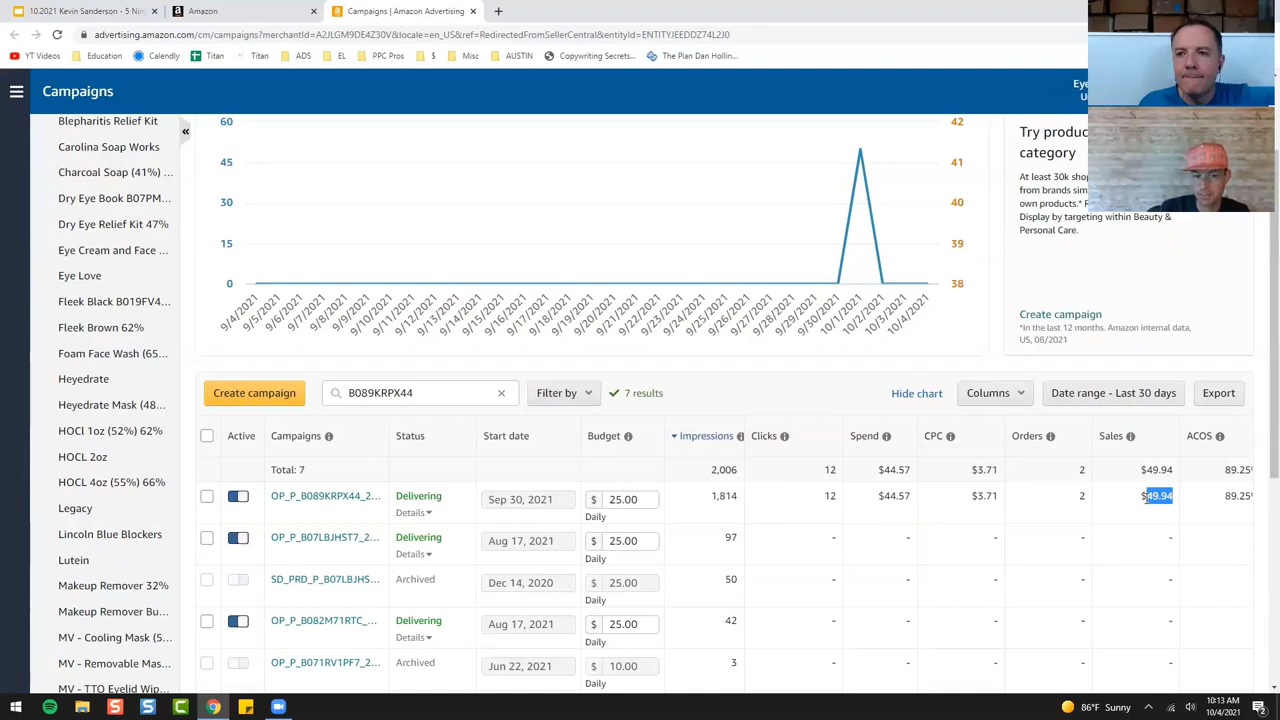 10.2021 Kevin Sanderson - 5 Nin
Amazon
Campaigns | Amazon Advertising
advertising.amazon.com/cm/campaigns?merchantId=A2JLGM9DE4Z30V&locale=en_US&ref=RedirectedFromSellerCentral&entityId=ENTITYJEEDDZ74L2J0
YT Videos Education Calendly Titan Titan ADS EL PPC Pros $ Misc AUSTIN Copywriting Secrets... The Plan Dan Hollin...
Campaigns
Eye
Blepharitis Relief Kit
Carolina Soap Works
Charcoal Soap (41%) ...
Dry Eye Book B07PM...
Dry Eye Relief Kit 47%
Eye Cream and Face ...
Eye Love
Fleek Black B019FV4...
Fleek Brown 62%
Foam Face Wash (65...
Heyedrate
Heyedrate Mask (48...
HOCl 1oz (52%) 62%
HOCL 2oz
HOCL 4oz (55%) 66%
Legacy
Lincoln Blue Blockers
Lutein
Makeup Remover 32%
Makeup Remover Bu...
MV - Cooling Mask (5...
MV - Removable Mas...
MV - TTO Eyelid Wip...
«
60
45
30
15
0
42
41
40
39
38
9/4/2021
9/5/2021
9/6/2021
9/7/2021
9/8/2021
9/9/2021
9/10/2021
9/11/2021
9/12/2021
9/13/2021
9/14/2021
9/15/2021
9/16/2021
9/17/2021
9/18/2021
9/19/2021
9/20/2021
9/21/2021
9/22/2021
9/23/2021
9/24/2021
9/25/2021
9/26/2021
9/27/2021
9/28/2021
9/29/2021
9/30/2021
10/1/2021
10/2/2021
10/3/2021
10/4/2021
Try produc
category
At least 30k shop
from brands sim
own products.* R
Display by targeting within Beauty &
Personal Care.
Create campaign
*In the last 12 months. Amazon internal data,
US, 08/2021
Create campaign B089KRPX44 Filter by 7 results Hide chart Columns Date range - Last 30 days Export
Active Campaigns Status Start date Budget Impressions Clicks Spend CPC Orders Sales ACOS
Total: 7 2,006 12 $44.57 $3.71 2 $49.94 89.25%
OP_P_B089KRPX44_2... Delivering Sep 30, 2021 $ 25.00 1,814 12 $44.57 $3.71 2 $49.94 89.25%
Details Daily
OP_P_B07LBJHST7_2... Delivering Aug 17, 2021 $ 25.00 97 - - - - - -
Details Daily
SD_PRD_P_B07LBJHS... Archived Dec 14, 2020 $ 25.00 50 - - - - - -
Daily
OP_P_B082M71RTC_... Delivering Aug 17, 2021 $ 25.00 42 - - - - - -
Details Daily
OP_P_B071RV1PF7_2... Archived Jun 22, 2021 $ 10.00 3 - - - - - -
Daily
86°F Sunny
10:13 AM
10/4/2021
2